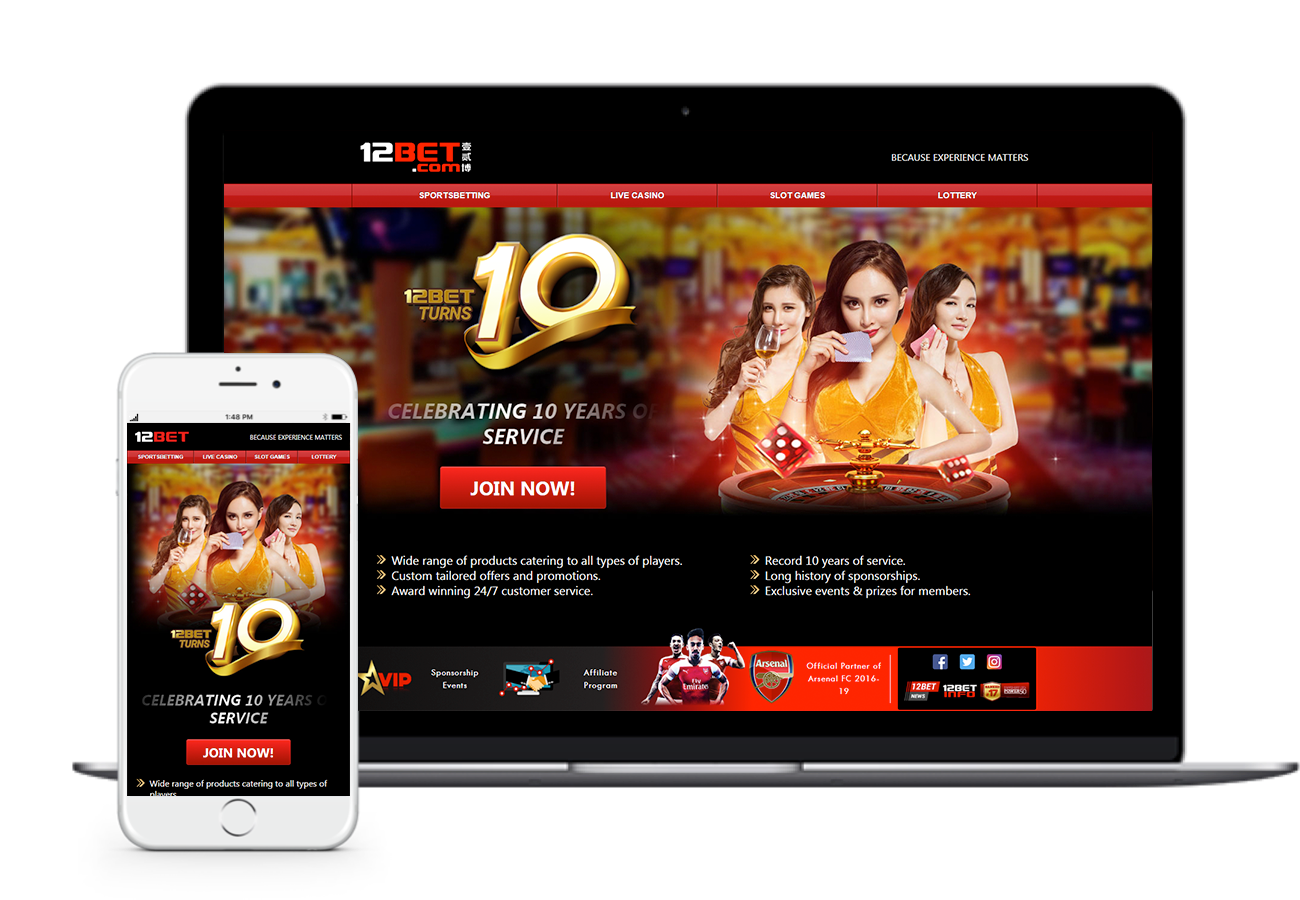 12BET
.COM
壹贰博
BECAUSE EXPERIENCE MATTERS
SPORTSBETTING LIVE CASINO SLOT GAMES LOTTERY
12BET
TURNS
10
CELEBRATING 10 YEARS OF
SERVICE
JOIN NOW!
Wide range of products catering to all types of players.
Custom tailored offers and promotions.
Award winning 24/7 customer service.
Record 10 years of service.
Long history of sponsorships.
Exclusive events & prizes for members.
VIP
Sponsorship
Events
Affiliate
Program
Fly
Emirates
Arsenal
Official Partner of
Arsenal FC 2016-
19
12BET
NEWS
12BET
INFO
1:48 PM
12BET
BECAUSE EXPERIENCE MATTERS
SPORTSBETTING LIVE CASINO SLOT GAMES LOTTERY
12BET
TURNS
10
CELEBRATING 10 YEARS O
SERVICE
JOIN NOW!
Wide range of products catering to all types of
players